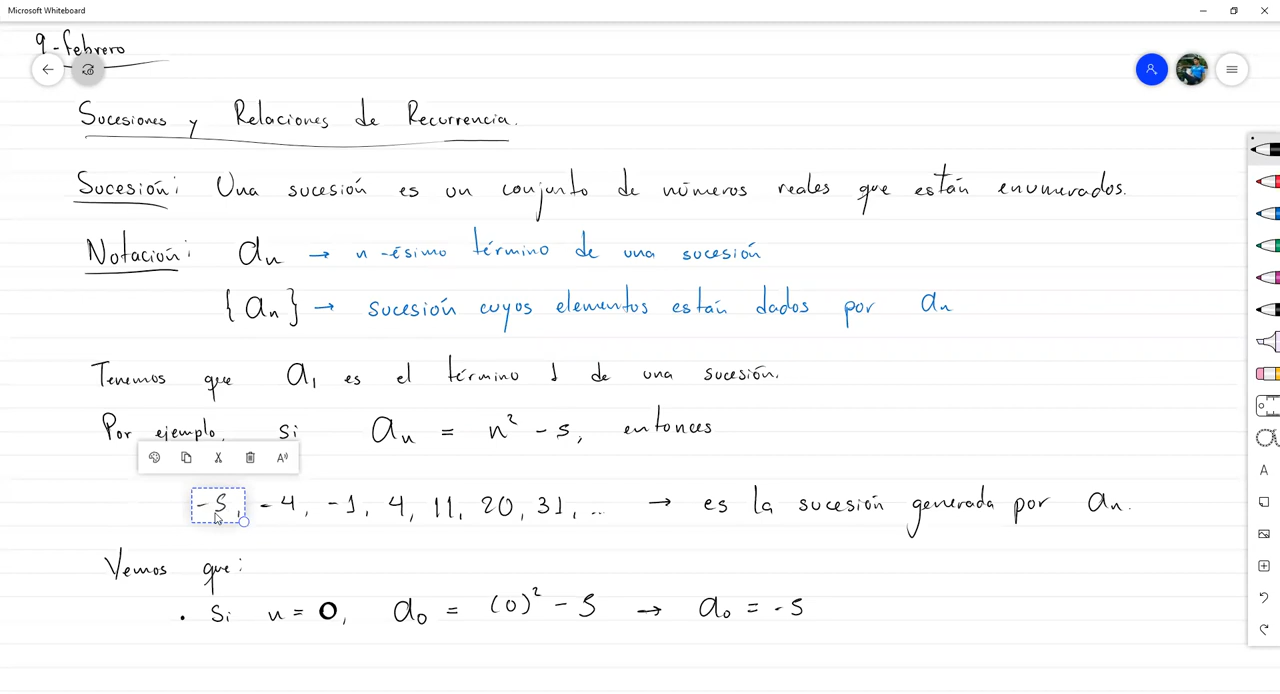 Microsoft Whiteboard
9-febrero
Sucesiones y Relaciones de Recurrencia.
Sucesión: Una sucesión es un conjunto de números reales que están enumerados.
Notación: aₙ → n-ésimo término de una sucesión
{aₙ} → sucesión cuyos elementos están dados por aₙ
Tenemos que a₁ es el término 1 de una sucesión.
Por ejemplo, si aₙ = n² - 5, entonces
-5, -4, -1, 4, 11, 20, 31, ... → es la sucesión generada por aₙ.
Vemos que:
• Si n = 0, a₀ = (0)² - 5 → a₀ = -5